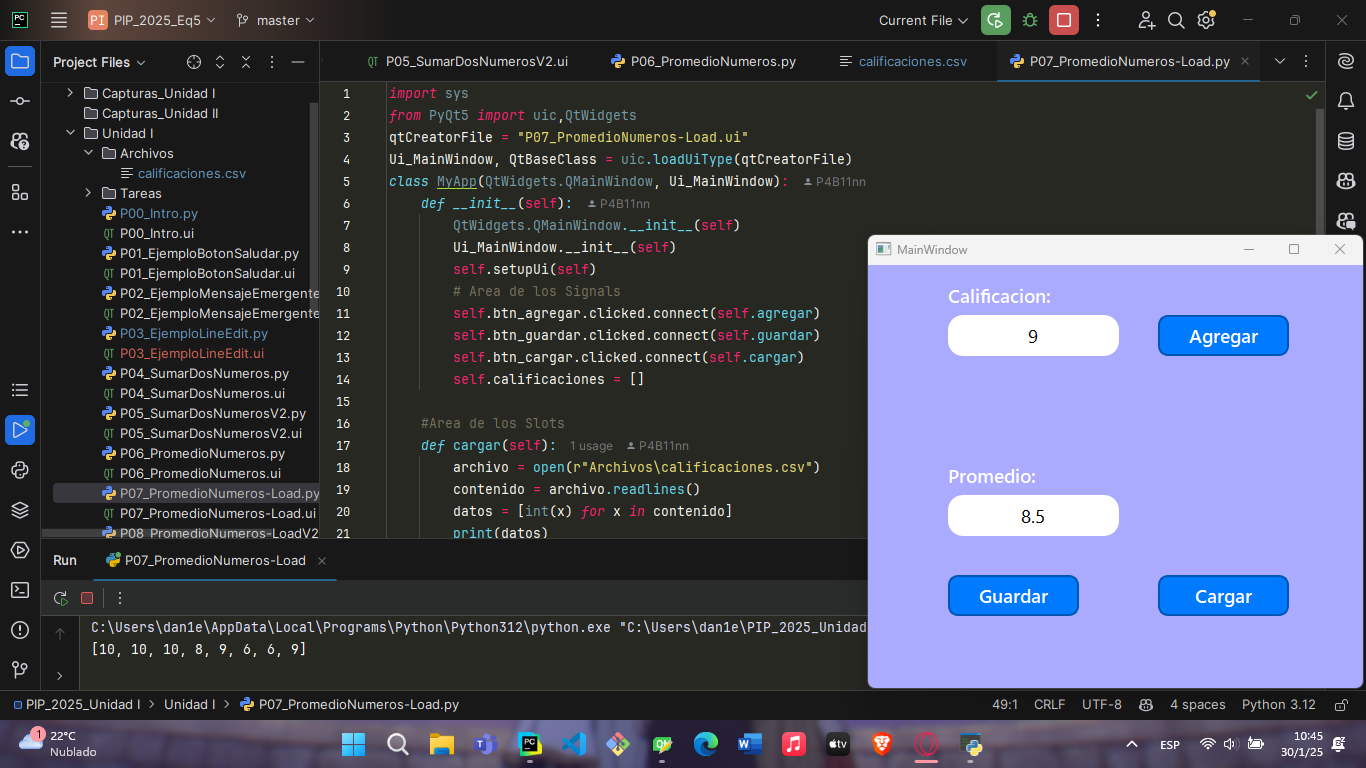 PC
PI PIP_2025_Eq5
master
Current File
Project Files
P05_SumarDosNumerosV2.ui
P06_PromedioNumeros.py
calificaciones.csv
P07_PromedioNumeros-Load.py
Capturas_Unidad I
Capturas_Unidad II
Unidad I
Archivos
calificaciones.csv
Tareas
P00_Intro.py
P00_Intro.ui
P01_EjemploBotonSaludar.py
P01_EjemploBotonSaludar.ui
P02_EjemploMensajeEmergente
P02_EjemploMensajeEmergente
P03_EjemploLineEdit.py
P03_EjemploLineEdit.ui
P04_SumarDosNumeros.py
P04_SumarDosNumeros.ui
P05_SumarDosNumerosV2.py
P05_SumarDosNumerosV2.ui
P06_PromedioNumeros.py
P06_PromedioNumeros.ui
P07_PromedioNumeros-Load.py
P07_PromedioNumeros-Load.ui
P08_PromedioNumeros-LoadV2
1 import sys
2 from PyQt5 import uic,QtWidgets
3 qtCreatorFile = "P07_PromedioNumeros-Load.ui"
4 Ui_MainWindow, QtBaseClass = uic.loadUiType(qtCreatorFile)
5 class MyApp(QtWidgets.QMainWindow, Ui_MainWindow): P4B11nn
6 def __init__(self): P4B11nn
7 QtWidgets.QMainWindow.__init__(self)
8 Ui_MainWindow.__init__(self)
9 self.setupUi(self)
10 # Area de los Signals
11 self.btn_agregar.clicked.connect(self.agregar)
12 self.btn_guardar.clicked.connect(self.guardar)
13 self.btn_cargar.clicked.connect(self.cargar)
14 self.calificaciones = []
15
16 #Area de los Slots
17 def cargar(self): 1 usage P4B11nn
18 archivo = open(r"Archivos\calificaciones.csv")
19 contenido = archivo.readlines()
20 datos = [int(x) for x in contenido]
21 print(datos)
MainWindow
Calificacion:
9
Agregar
Promedio:
8.5
Guardar
Cargar
Run
P07_PromedioNumeros-Load
C:\Users\dan1e\AppData\Local\Programs\Python\Python312\python.exe "C:\Users\dan1e\PIP_2025_Unidad
[10, 10, 10, 8, 9, 6, 6, 9]
PIP_2025_Unidad I > Unidad I > P07_PromedioNumeros-Load.py
49:1 CRLF UTF-8 4 spaces Python 3.12
1
22°C
Nublado
tv
ESP
10:45
30/1/25